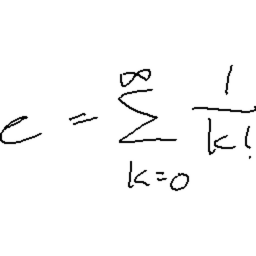 e = ∑_{k=0}^{∞} 1/k!